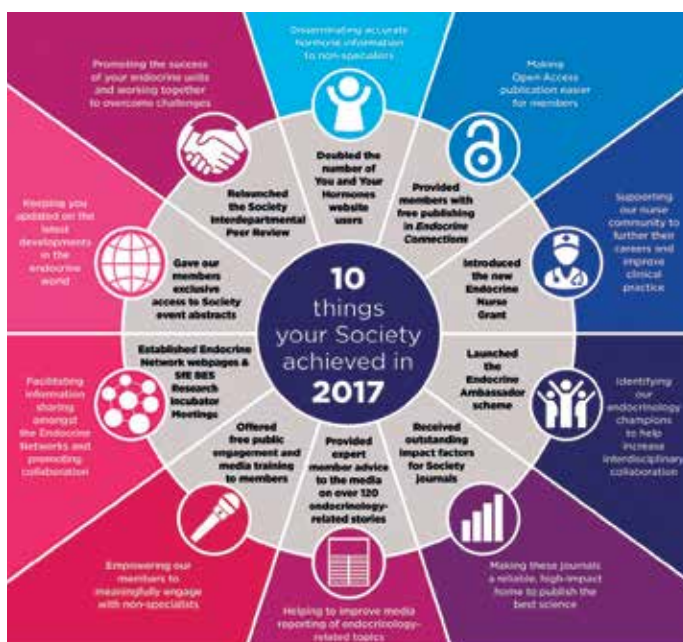 10
things
your Society
achieved in
2017
Disseminating accurate
hormone information
to non-specialists
Doubled the
number of
You and Your
Hormones
website
users
Making
Open Access
publication easier
for members
Provided
members with
free publishing
in Endocrine
Connections
Supporting
our nurse
community to
further their
careers and
improve
clinical
practice
Introduced
the new
Endocrine
Nurse
Grant
Identifying
our
endocrinology
champions
to help
increase
interdisciplinary
collaboration
Launched
the
Endocrine
Ambassador
scheme
Making these journals
a reliable, high-impact
home to publish the
best science
Received
outstanding
impact factors
for Society
journals
Helping to improve media
reporting of endocrinology-
related topics
Provided
expert
member advice
to the media
on over 120
endocrinology-
related stories
Empowering our
members to
meaningfully engage
with non-specialists
Offered
free public
engagement and
media training
to members
Facilitating
information
sharing
amongst
the Endocrine
Networks and
promoting
collaboration
Established Endocrine
Network webpages &
SfE BES
Research
Incubator
Meetings
Keeping you
updated on the
latest
developments
in the
endocrine
world
Gave our
members
exclusive
access to Society
event abstracts
Promoting the success
of your endocrine units
and working together
to overcome challenges
Relaunched
the Society
Interdepartmental
Peer Review